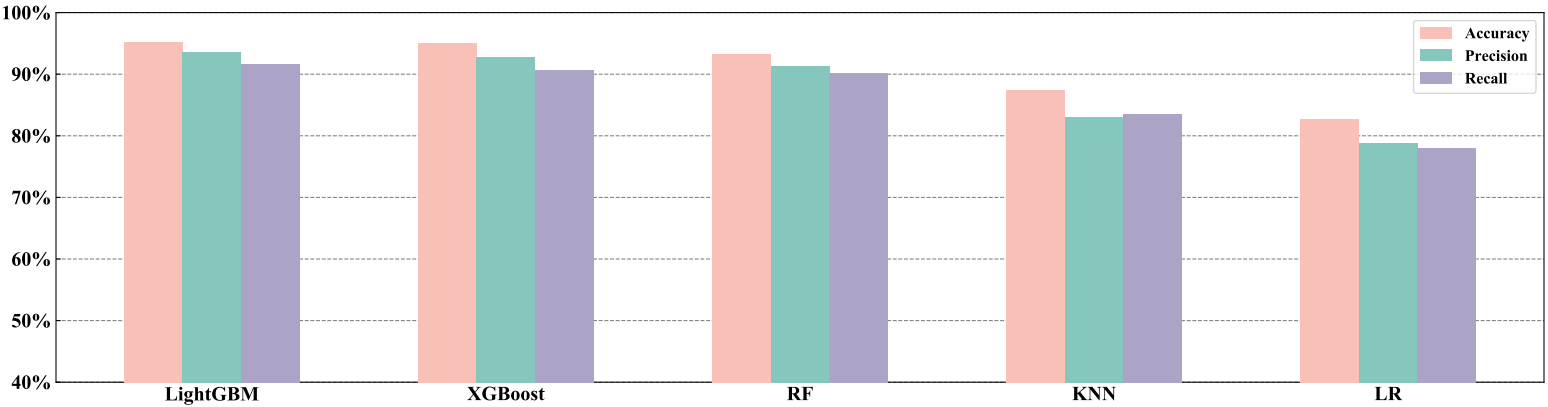 100%
90%
80%
70%
60%
50%
40%
Accuracy
Precision
Recall
LightGBM
XGBoost
RF
KNN
LR